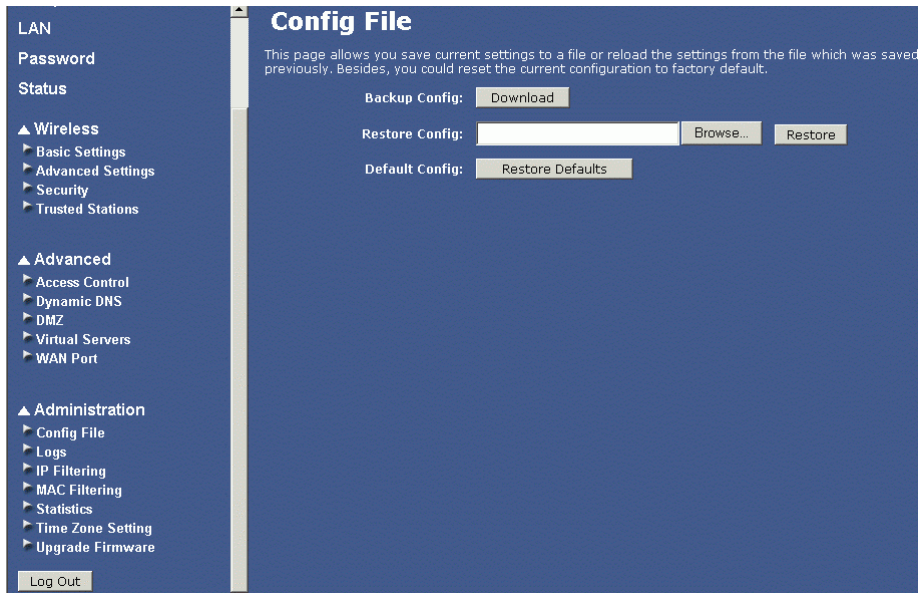 LAN
Password
Status
Wireless
Basic Settings
Advanced Settings
Security
Trusted Stations
Advanced
Access Control
Dynamic DNS
DMZ
Virtual Servers
WAN Port
Administration
Config File
Logs
IP Filtering
MAC Filtering
Statistics
Time Zone Setting
Upgrade Firmware
Log Out
Config File
This page allows you save current settings to a file or reload the settings from the file which was saved
previously. Besides, you could reset the current configuration to factory default.
Backup Config: Download
Restore Config: Browse... Restore
Default Config: Restore Defaults